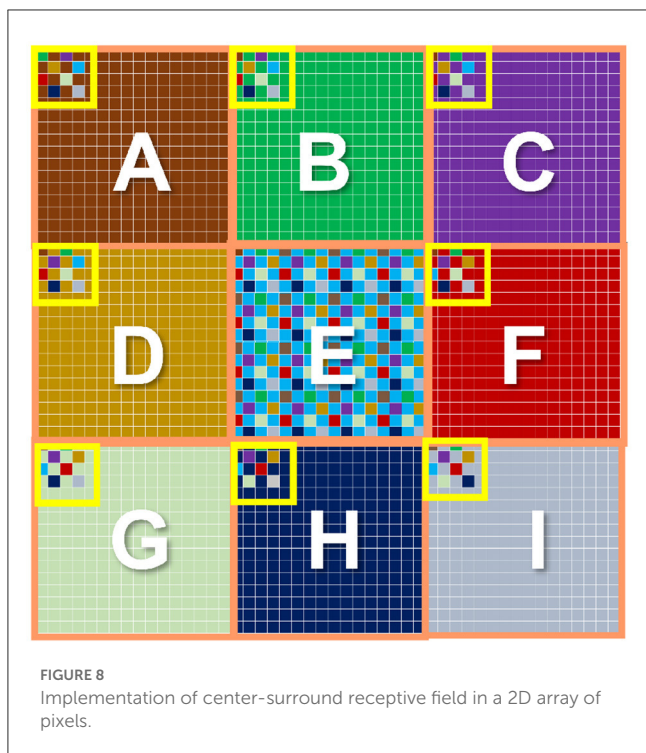 A B C
D E F
G H I
FIGURE 8
Implementation of center-surround receptive field in a 2D array of
pixels.